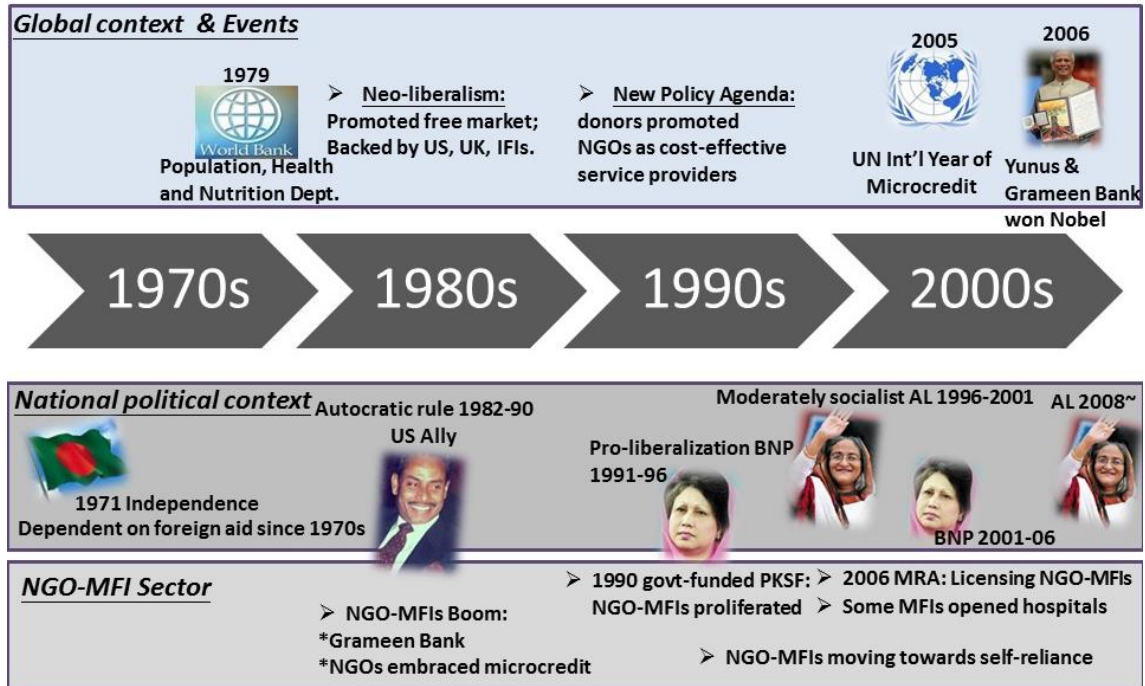 Global context & Events
1979
World Bank
Population, Health
and Nutrition Dept.
➢ Neo-liberalism:
Promoted free market;
Backed by US, UK, IFIs.
➢ New Policy Agenda:
donors promoted
NGOs as cost-effective
service providers
2005
UN Int'l Year of
Microcredit
2006
Yunus &
Grameen Bank
won Nobel
1970s
1980s
1990s
2000s
National political context
1971 Independence
Dependent on foreign aid since 1970s
Autocratic rule 1982-90
US Ally
Pro-liberalization BNP
1991-96
Moderately socialist AL 1996-2001
BNP 2001-06
AL 2008~
NGO-MFI Sector
➢ NGO-MFIs Boom:
*Grameen Bank
*NGOs embraced microcredit
➢ 1990 govt-funded PKSF:
NGO-MFIs proliferated
➢ 2006 MRA: Licensing NGO-MFIs
➢ Some MFIs opened hospitals
➢ NGO-MFIs moving towards self-reliance